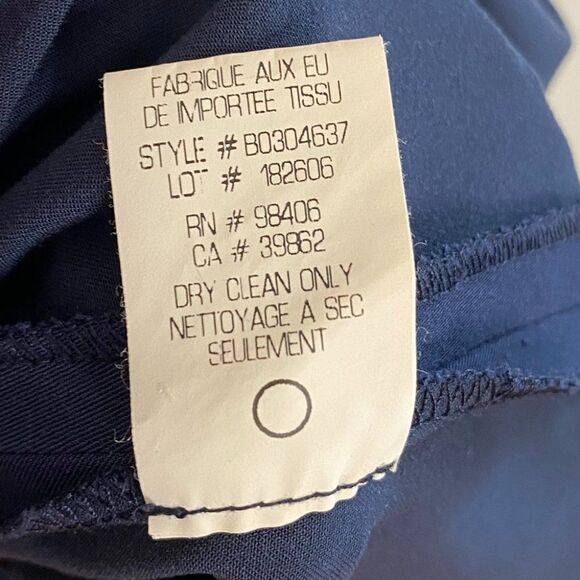 FABRIQUE AUX EU
DE IMPORTEE TISSU
STYLE # B0304637
LOT # 182606
RN # 98406
CA # 39862
DRY CLEAN ONLY
NETTOYAGE A SEC
SEULEMENT